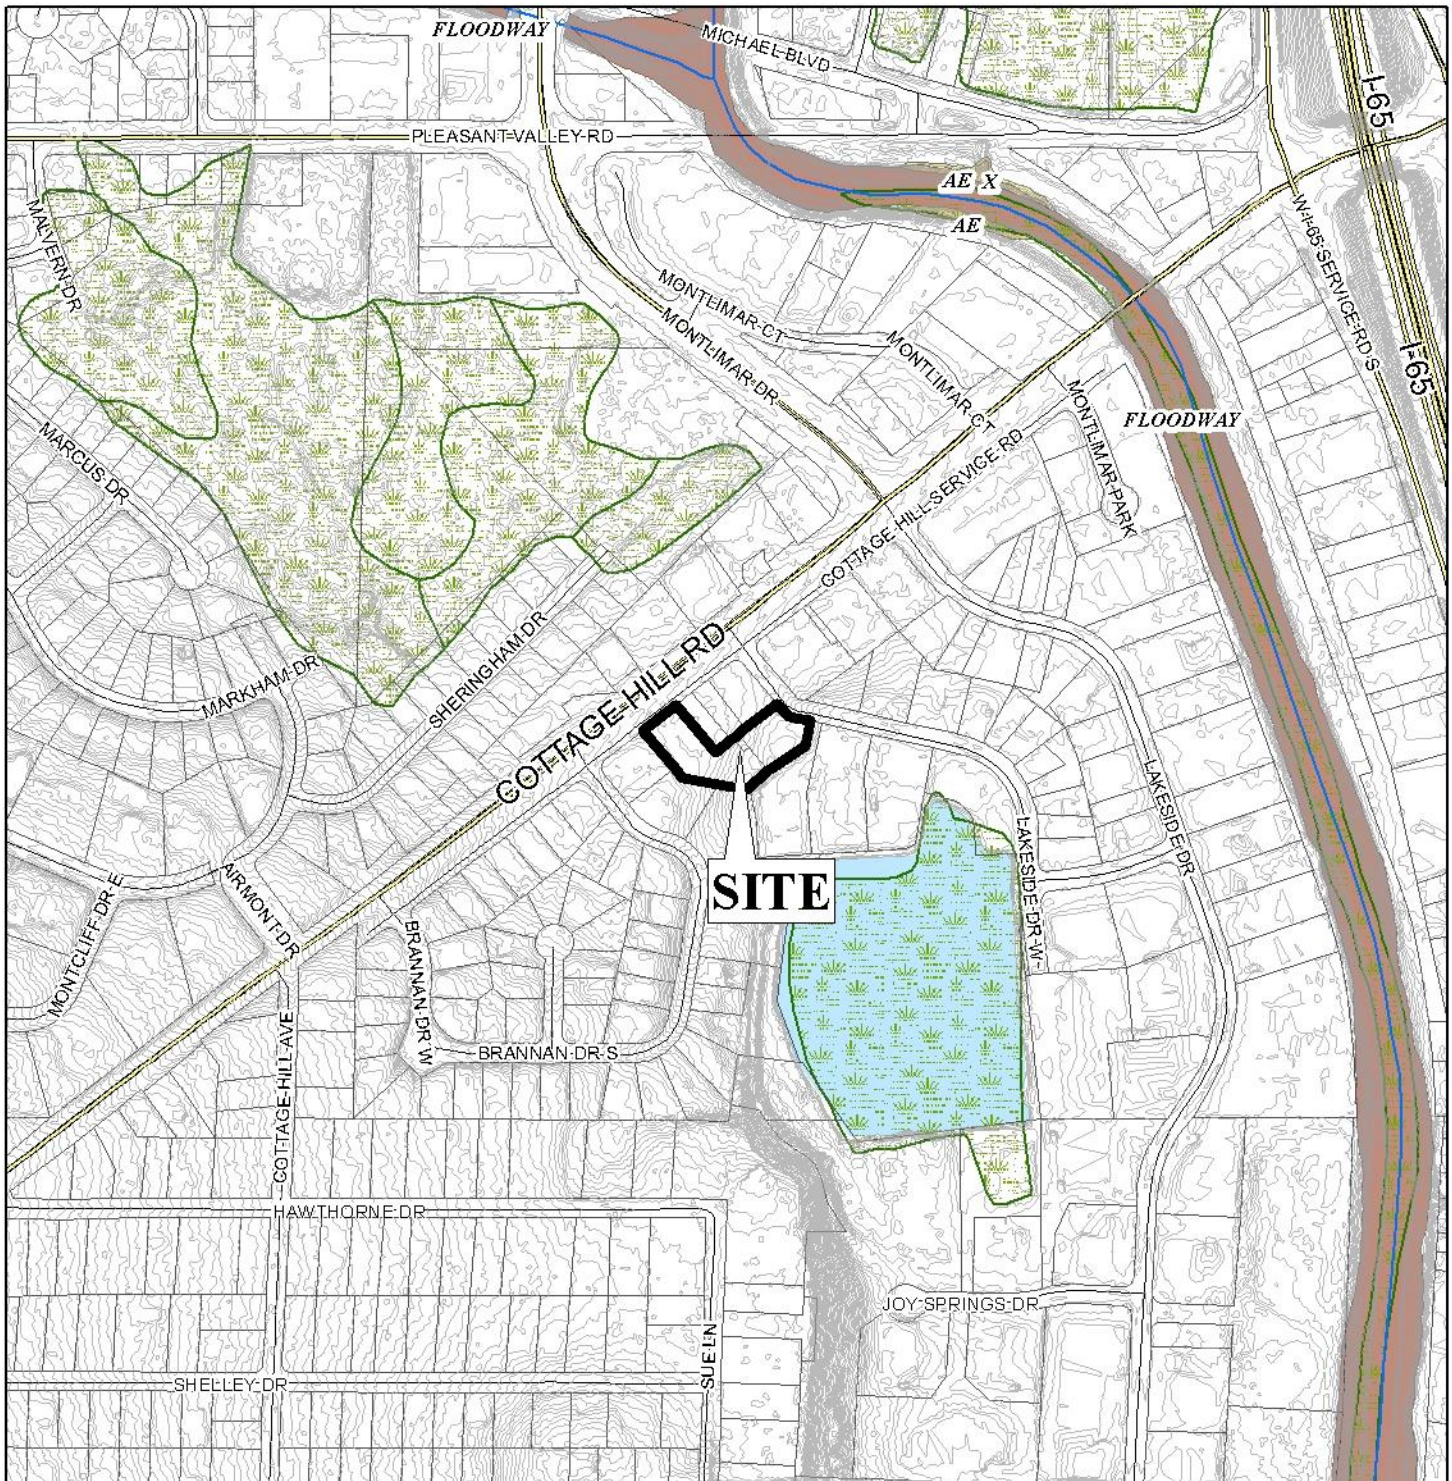 FLOODWAY
MICHAEL BLVD
I-65
PLEASANT VALLEY RD
AE X
AE
MALVERN DR
W-I-65 SERVICE RD S
MONTLIMAR CT
MONTLIMAR DR
MONTLIMAR CT
I-65
MONTLIMAR PARK
FLOODWAY
MARCUS DR
COTTAGE HILL SERVICE RD
SHERINGHAM DR
MARKHAM DR
COTTAGE HILL RD
LAKESIDE DR
LAKESIDE DR W
SITE
AIRMONT DR
MONTCLIFF DR E
BRANNAN DR W
BRANNAN DR S
COTTAGE HILL AVE
HAWTHORNE DR
JOY SPRINGS DR
SUE LN
SHELLEY DR